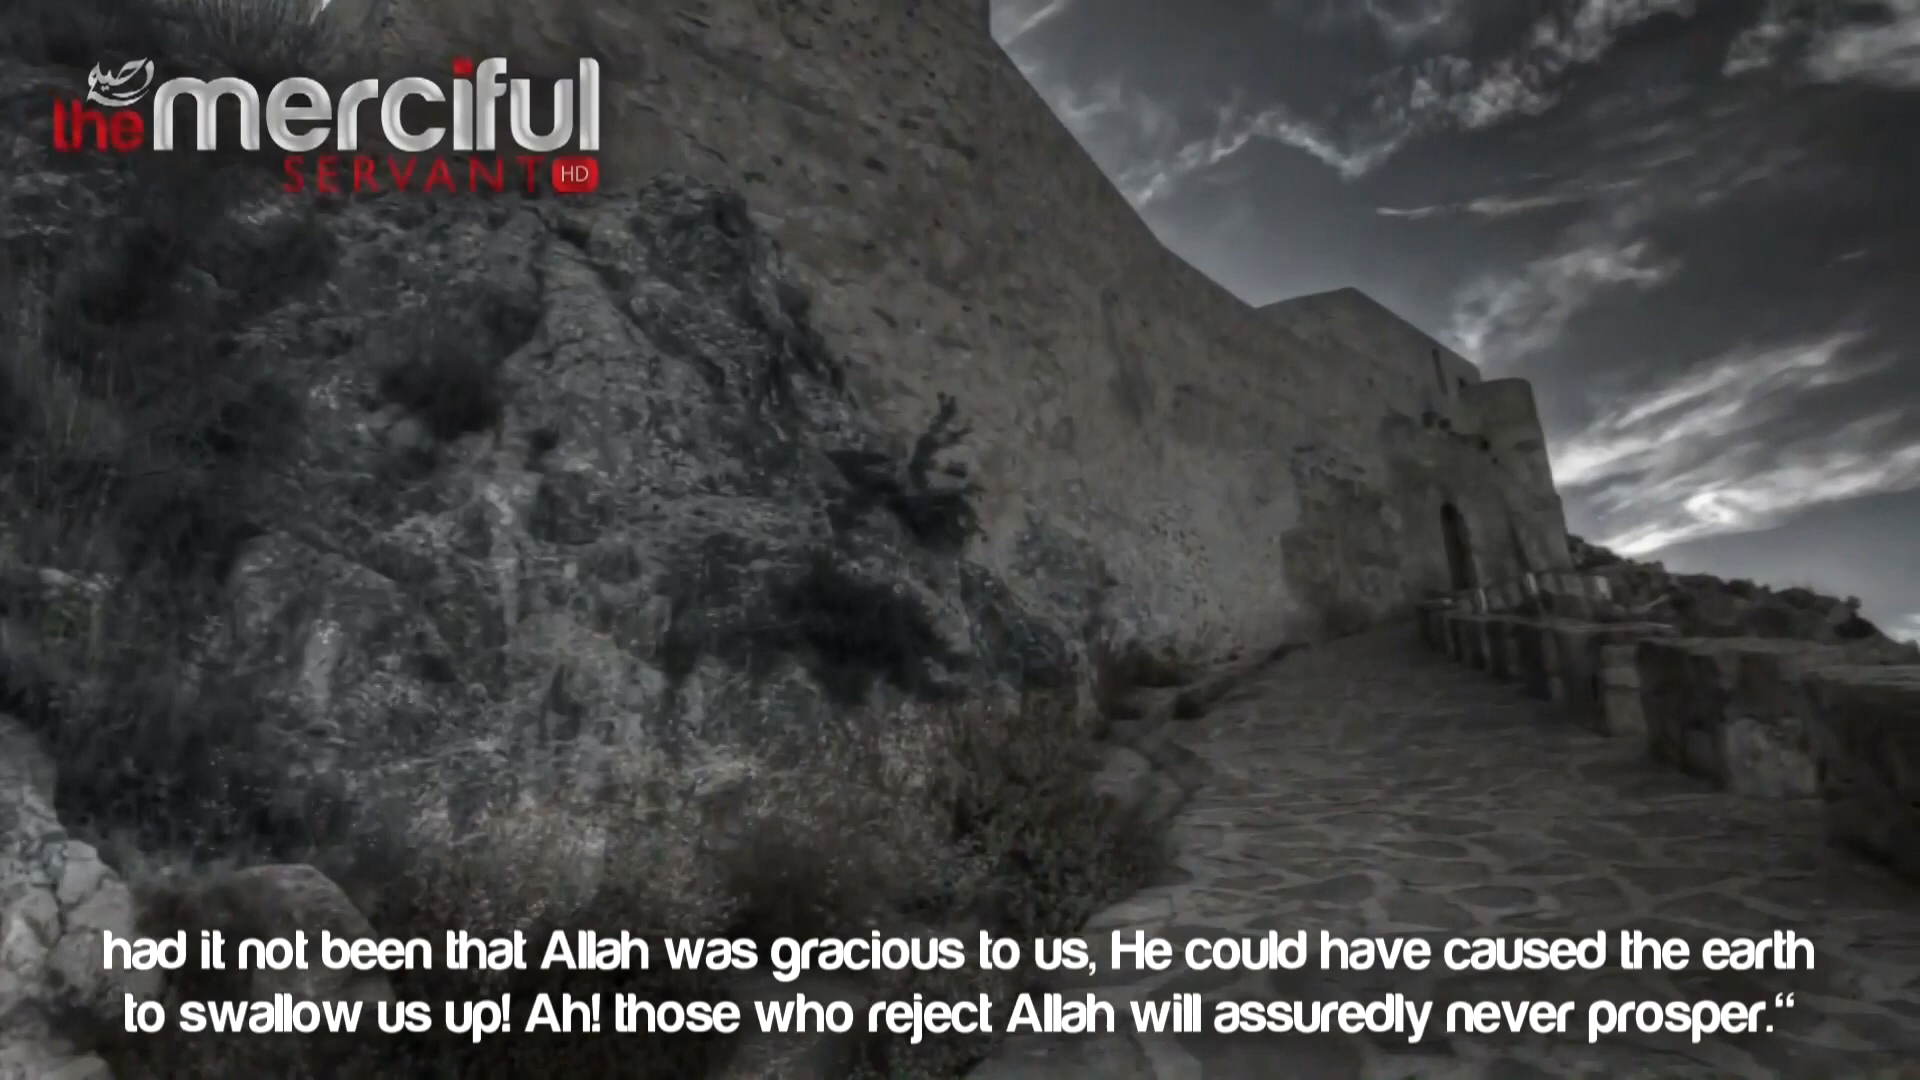 رحيم
the merciful
SERVANT HD
had it not been that Allah was gracious to us, He could have caused the earth
to swallow us up! Ah! those who reject Allah will assuredly never prosper.“